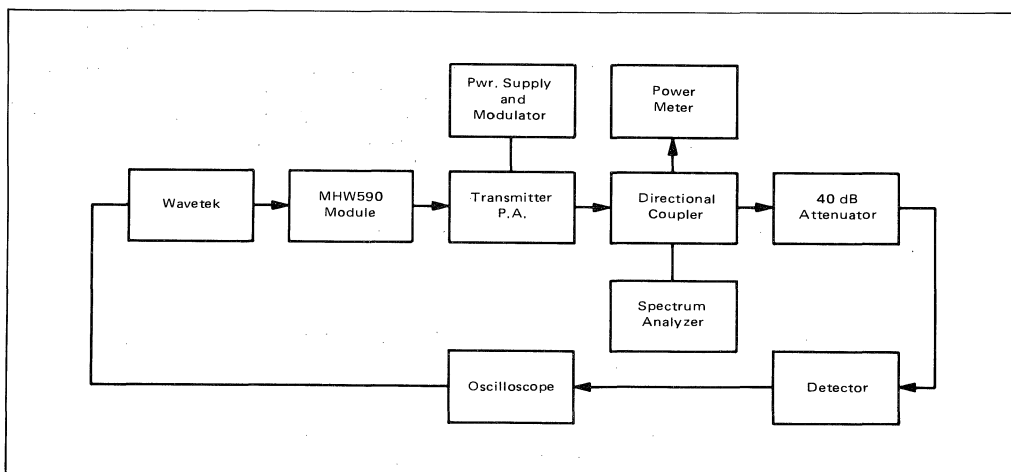 Pwr. Supply
and
Modulator
Power
Meter
Wavetek
MHW590
Module
Transmitter
P.A.
Directional
Coupler
40 dB
Attenuator
Spectrum
Analyzer
Oscilloscope
Detector